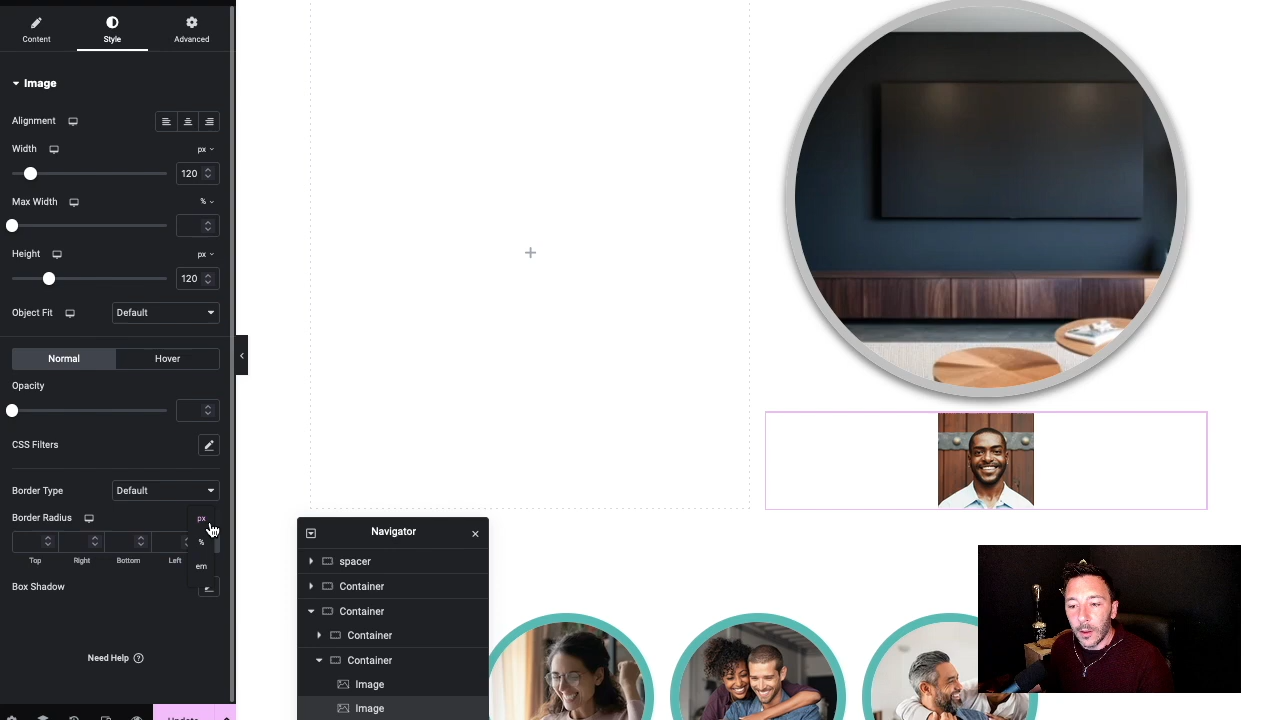 Content
Style
Advanced
Image
Alignment
Width
px
120
Max Width
%
Height
px
120
Object Fit
Default
Normal
Hover
Opacity
CSS Filters
Border Type
Default
Border Radius
px
%
Top
Right
Bottom
Left
em
Box Shadow
Need Help
Update
Navigator
spacer
Container
Container
Container
Container
Image
Image